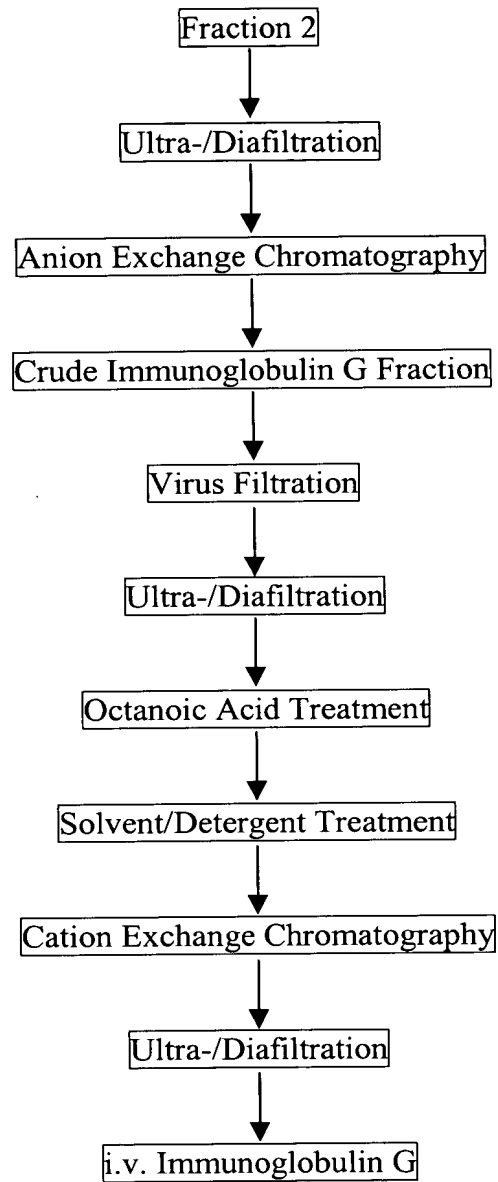 Fraction 2
Ultra-/Diafiltration
Anion Exchange Chromatography
Crude Immunoglobulin G Fraction
Virus Filtration
Ultra-/Diafiltration
Octanoic Acid Treatment
Solvent/Detergent Treatment
Cation Exchange Chromatography
Ultra-/Diafiltration
i.v. Immunoglobulin G